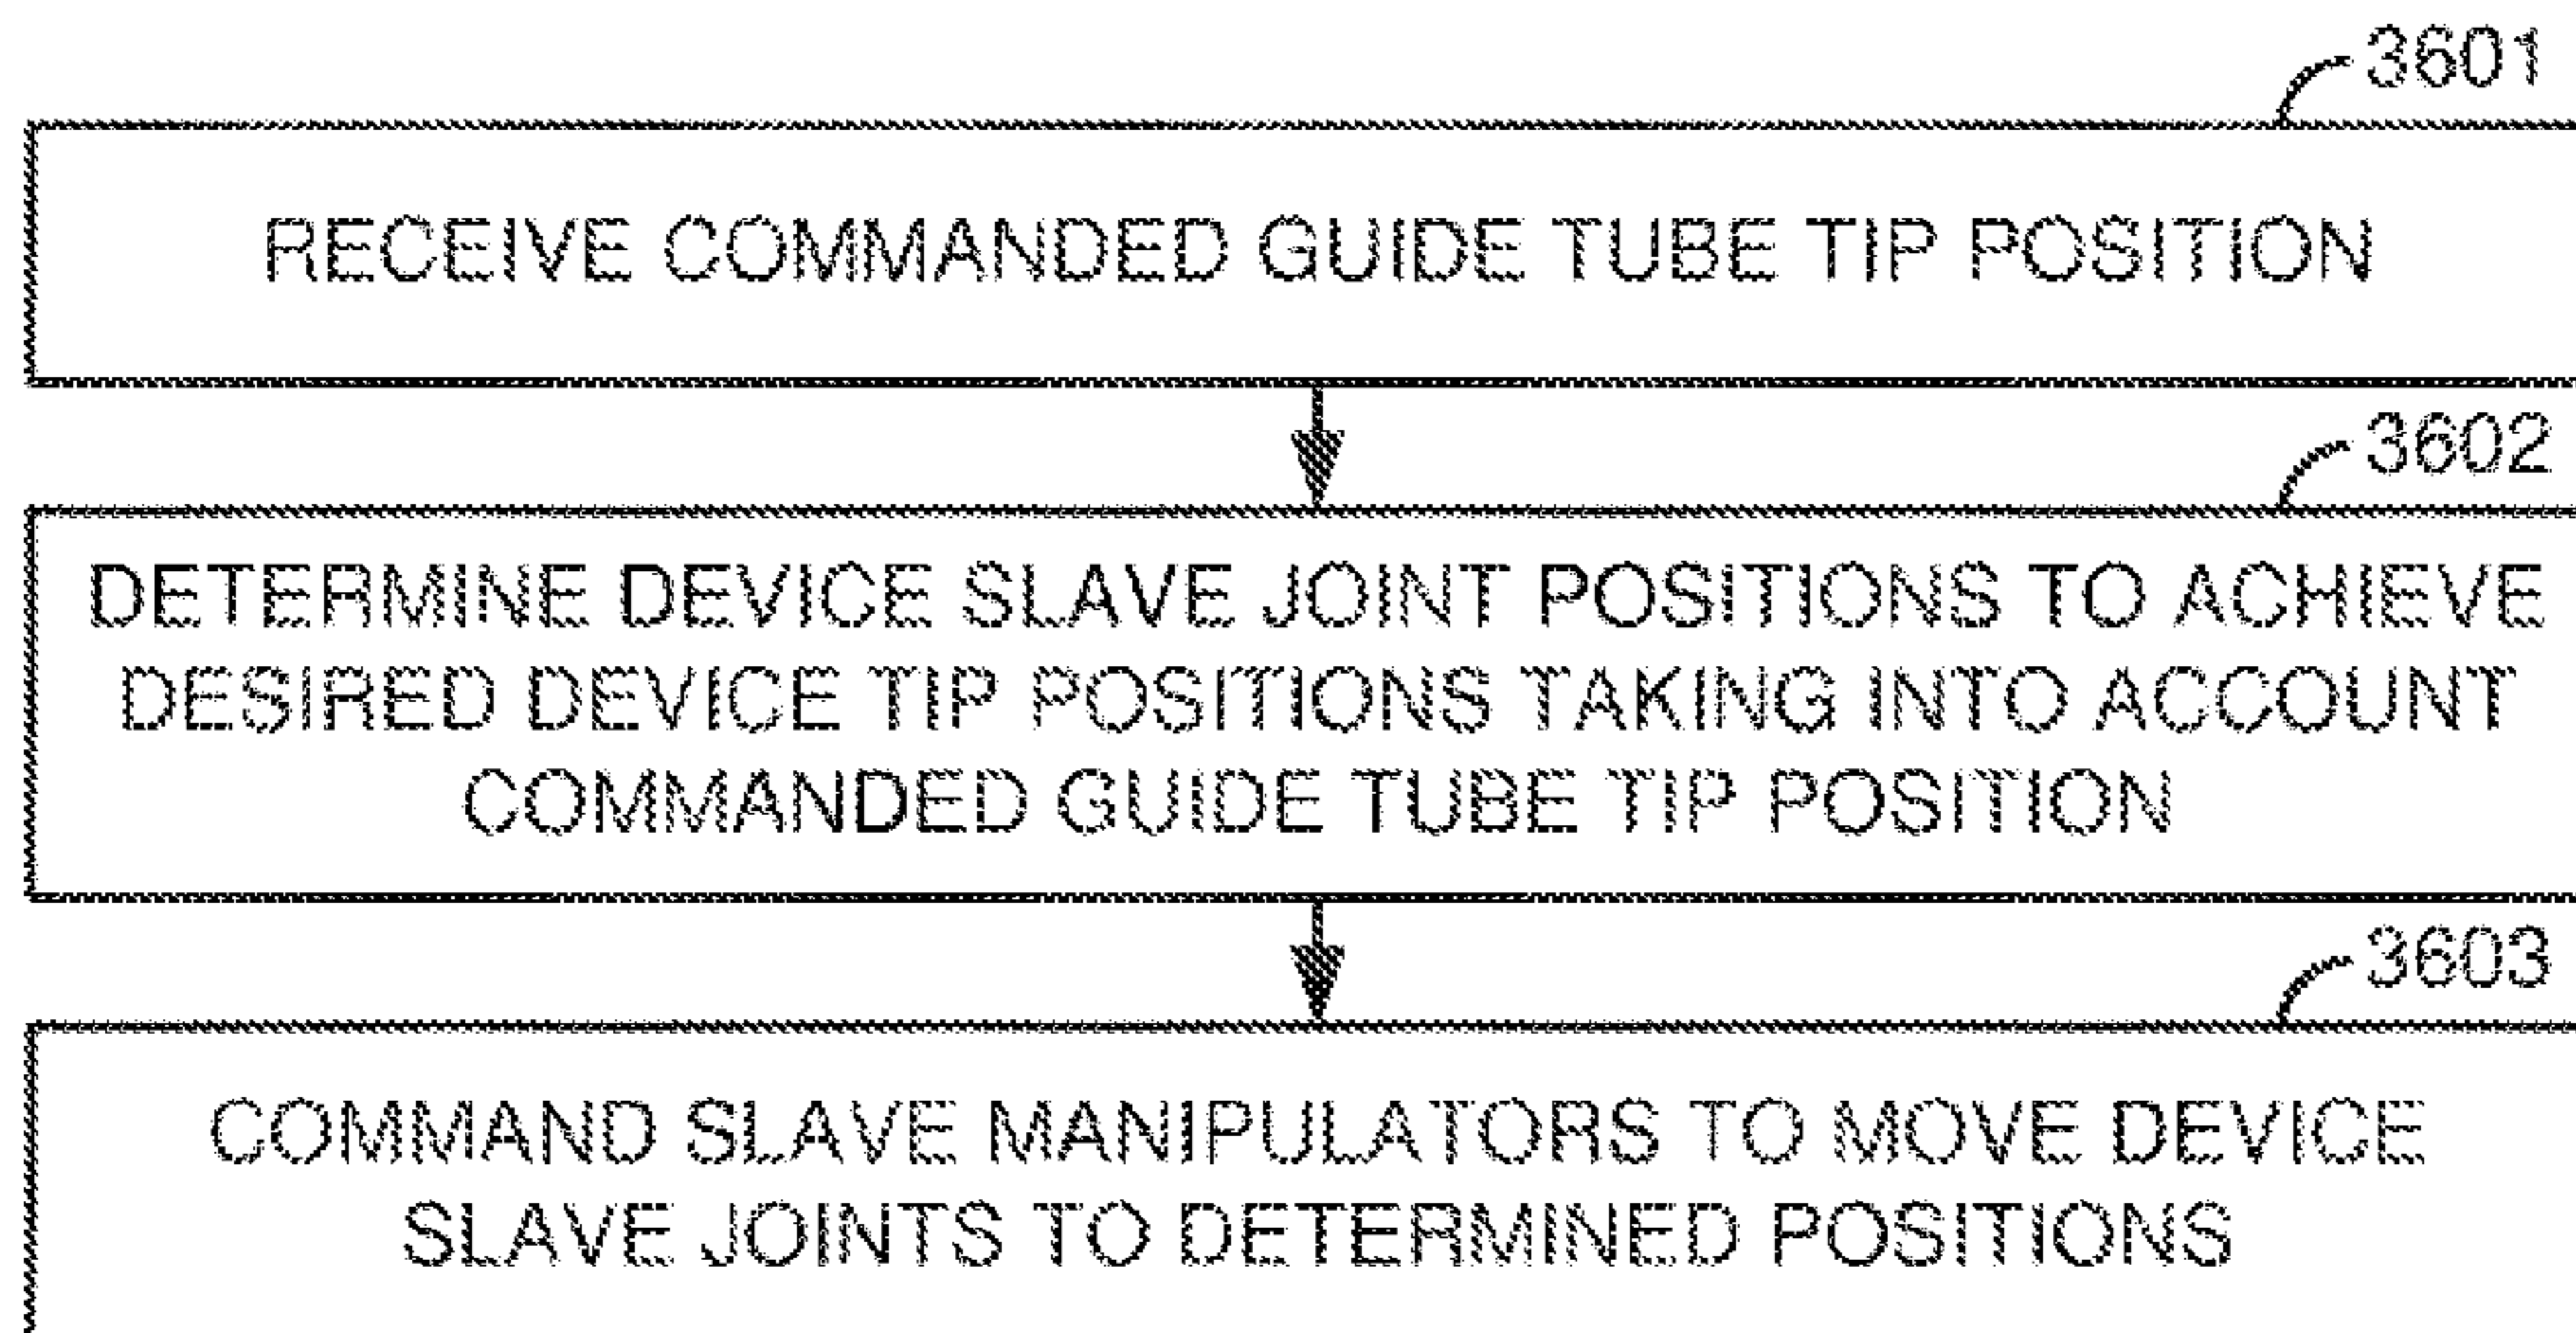 3601
RECEIVE COMMANDED GUIDE TUBE TIP POSITION
3602
DETERMINE DEVICE SLAVE JOINT POSITIONS TO ACHIEVE
DESIRED DEVICE TIP POSITIONS TAKING INTO ACCOUNT
COMMANDED GUIDE TUBE TIP POSITION
3603
COMMAND SLAVE MANIPULATORS TO MOVE DEVICE
SLAVE JOINTS TO DETERMINED POSITIONS